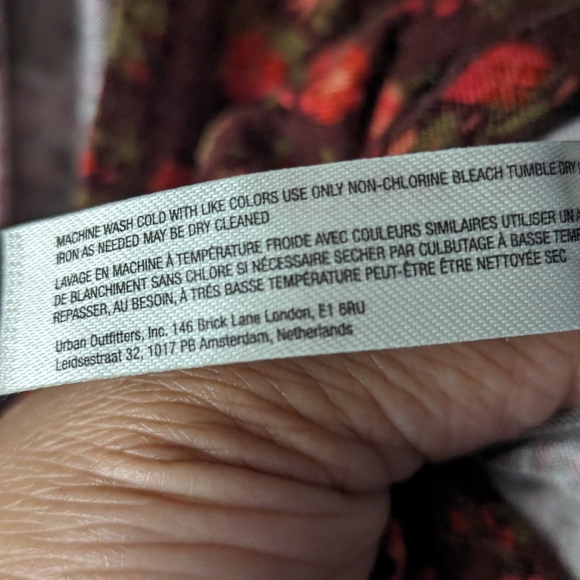 MACHINE WASH COLD WITH LIKE COLORS USE ONLY NON-CHLORINE BLEACH TUMBLE DRY
IRON AS NEEDED MAY BE DRY CLEANED
LAVAGE EN MACHINE À TEMPÉRATURE FROIDE AVEC COULEURS SIMILAIRES UTILISER UN
DE BLANCHIMENT SANS CHLORE SI NÉCESSAIRE SECHER PAR CULBUTAGE À BASSE
REPASSER, AU BESOIN, À TRÈS BASSE TEMPÉRATURE PEUT-ÊTRE ÊTRE NETTOYÉE SEC
Urban Outfitters, Inc. 146 Brick Lane London, E1 6RU
Leidsestraat 32, 1017 PB Amsterdam, Netherlands